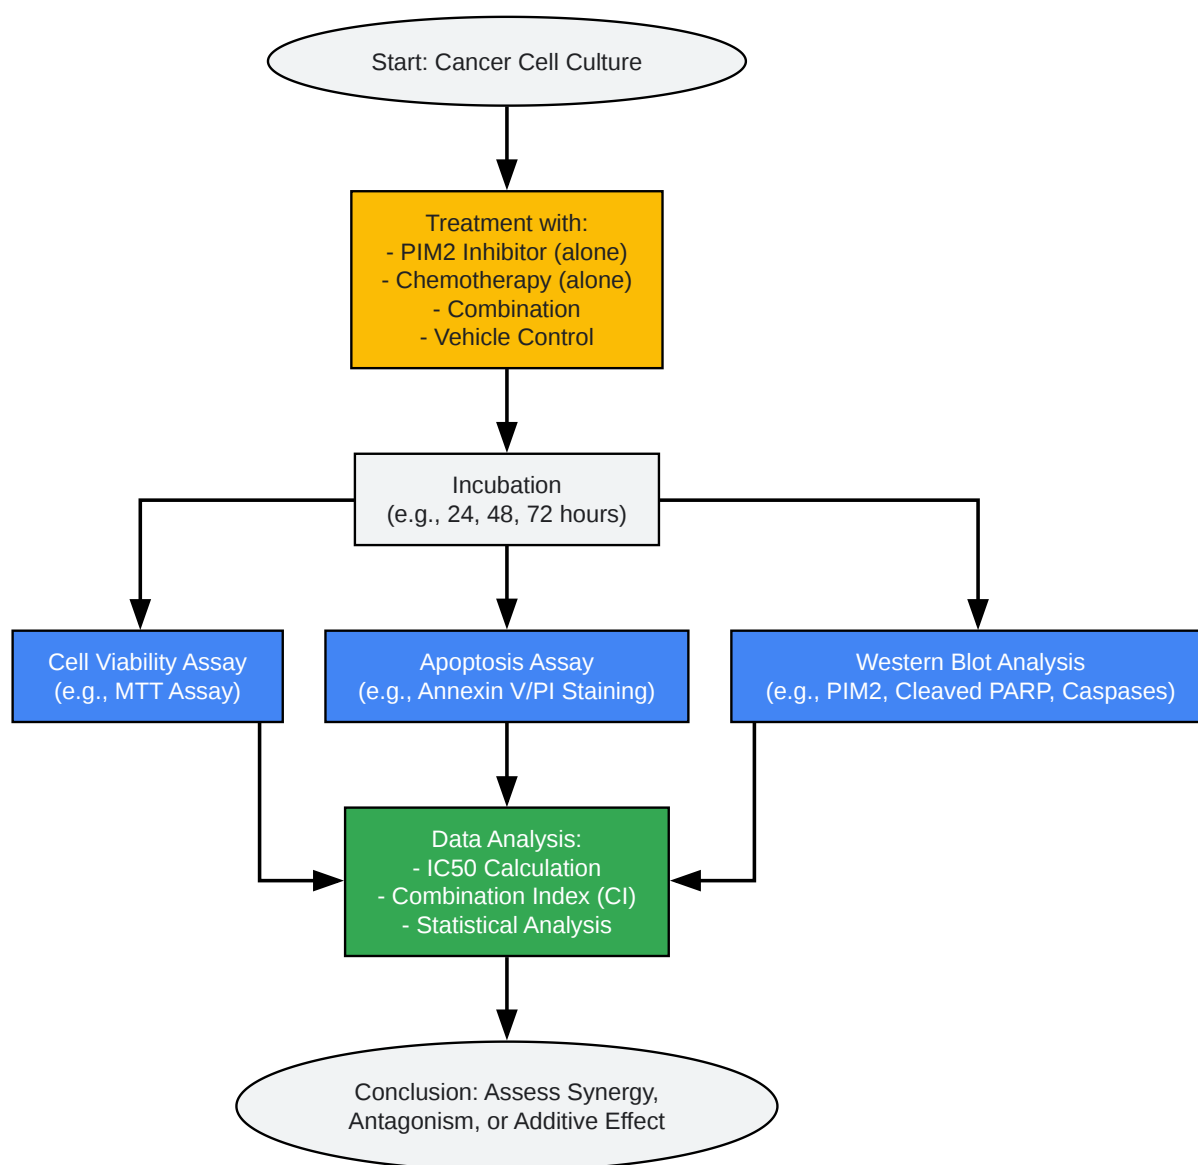 Start: Cancer Cell Culture
Treatment with:
- PIM2 Inhibitor (alone)
- Chemotherapy (alone)
- Combination
- Vehicle Control
Incubation
(e.g., 24, 48, 72 hours)
Cell Viability Assay
(e.g., MTT Assay)
Apoptosis Assay
(e.g., Annexin V/PI Staining)
Western Blot Analysis
(e.g., PIM2, Cleaved PARP, Caspases)
Data Analysis:
- IC50 Calculation
- Combination Index (CI)
- Statistical Analysis
Conclusion: Assess Synergy,
Antagonism, or Additive Effect